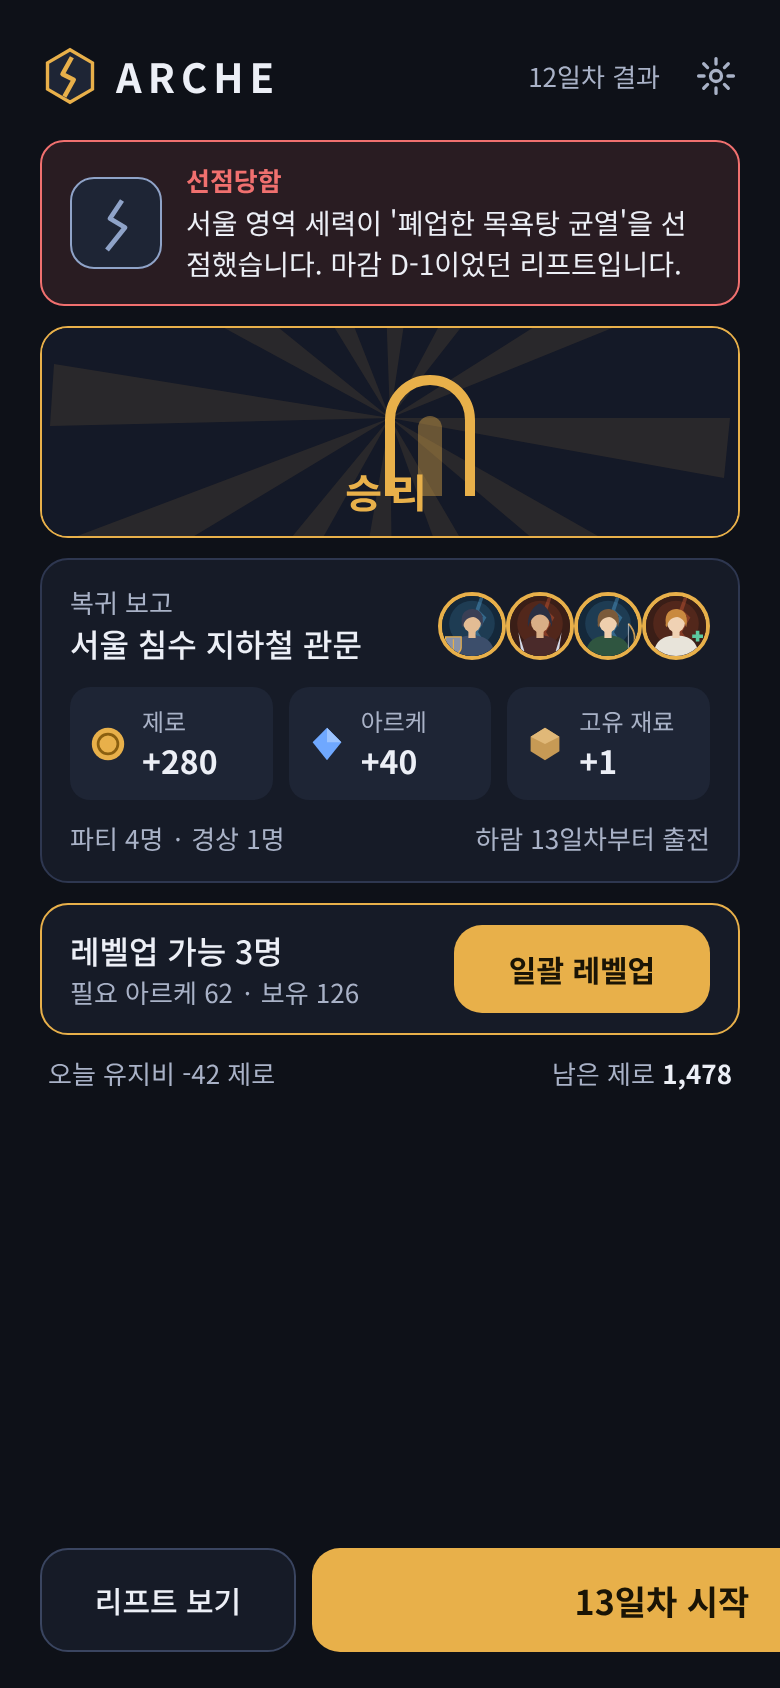 ARCHE
12일차 결과
선점당함
서울 영역 세력이 '폐업한 목욕탕 균열'을 선
점했습니다. 마감 D-1이었던 리프트입니다.
승리
복귀 보고
서울 침수 지하철 관문
제로
+280
아르케
+40
고유 재료
+1
파티 4명 · 경상 1명
하람 13일차부터 출전
레벨업 가능 3명
필요 아르케 62 · 보유 126
일괄 레벨업
오늘 유지비 -42 제로
남은 제로 1,478
리프트 보기
13일차 시작